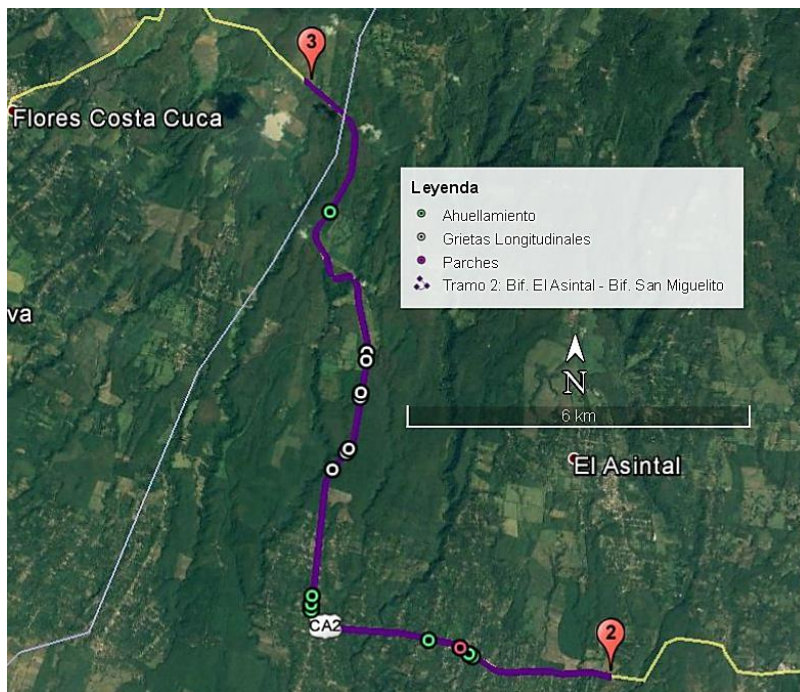 3
Flores Costa Cuca
Leyenda
Ahuellamiento
Grietas Longitudinales
Parches
Tramo 2: Bif. El Asintal - Bif. San Miguelito
va
N
6 km
El Asintal
CA2
2